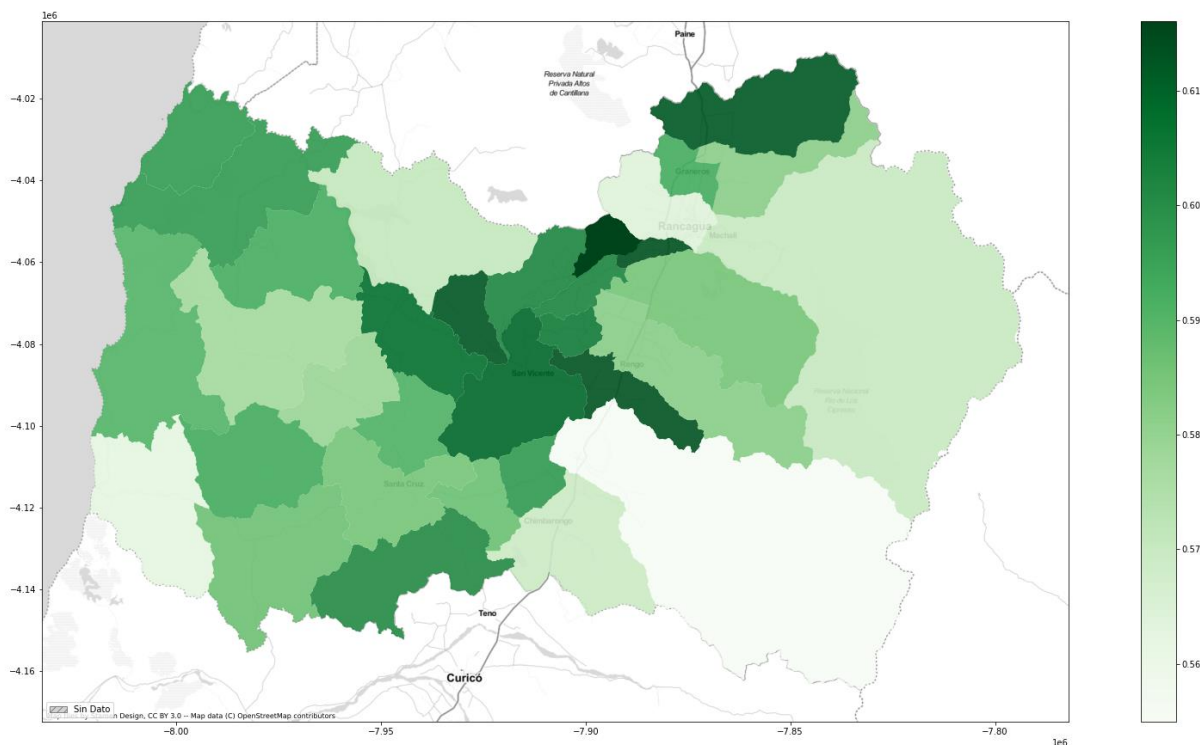 1e6
Paine
Reserva Natural
Privada Altos
de Cantillana
0.61
−4.02
Graneros
−4.04
0.60
Rancagua
Machalí
−4.06
0.59
−4.08
San Vicente
Rengo
Reserva Nacional
Río de Los
Cipreses
−4.10
0.58
Santa Cruz
−4.12
Chimbarongo
0.57
−4.14
Teno
−4.16
Curicó
0.56
Sin Dato
Design, CC BY 3.0 -- Map data (C) OpenStreetMap contributors
−8.00
−7.95
−7.90
−7.85
−7.80
1e6